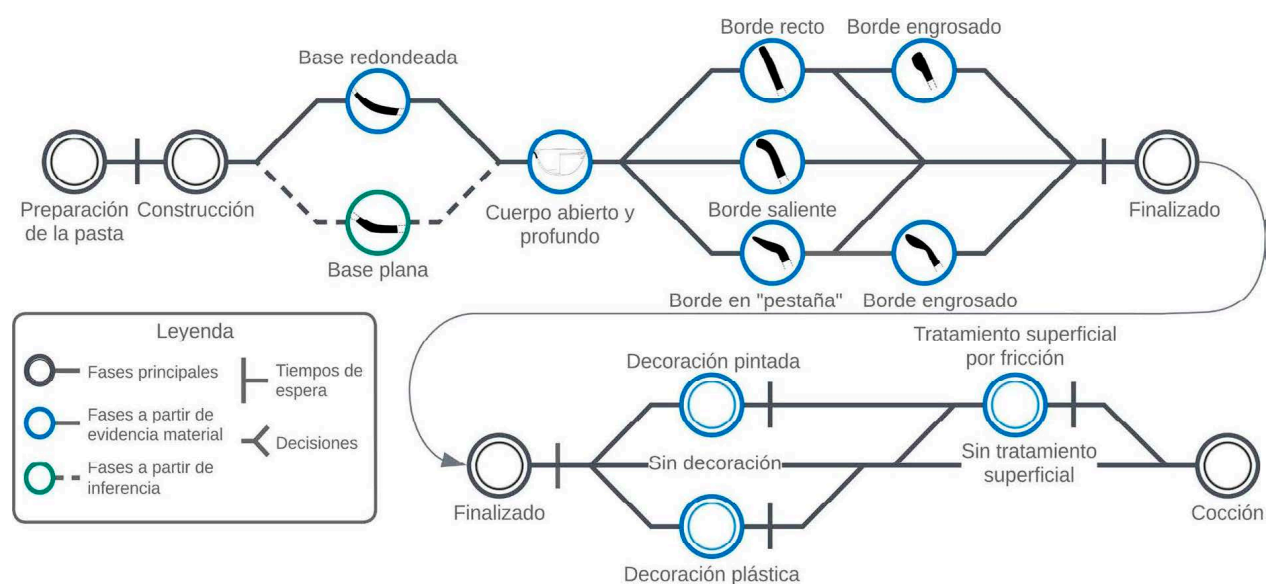 Borde recto
Borde engrosado
Base redondeada
Preparación
de la pasta
Construcción
Cuerpo abierto y
profundo
Borde saliente
Finalizado
Base plana
Borde en "pestaña"
Borde engrosado
Leyenda
Fases principales
Tiempos de
espera
Fases a partir de
evidencia material
Decisiones
Fases a partir de
inferencia
Decoración pintada
Tratamiento superficial
por fricción
Sin decoración
Sin tratamiento
superficial
Finalizado
Cocción
Decoración plástica